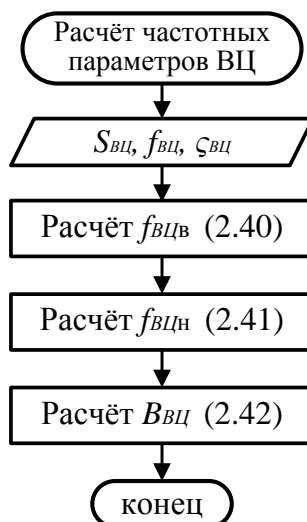 Расчёт частотных
параметров ВЦ
SВЦ, fВЦ, ςВЦ
Расчёт fВЦв (2.40)
Расчёт fВЦн (2.41)
Расчёт BВЦ (2.42)
конец